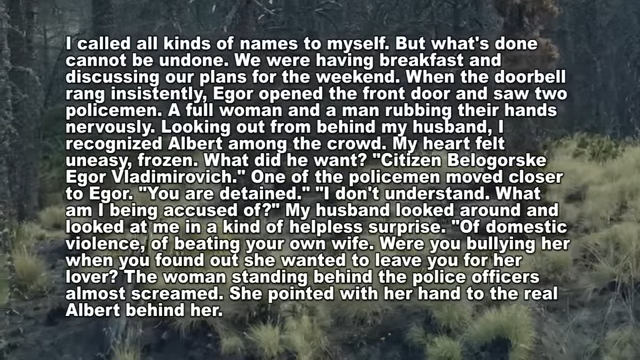 I called all kinds of names to myself. But what's done
cannot be undone. We were having breakfast and
discussing our plans for the weekend. When the doorbell
rang insistently, Egor opened the front door and saw two
policemen. A full woman and a man rubbing their hands
nervously. Looking out from behind my husband, I
recognized Albert among the crowd. My heart felt
uneasy, frozen. What did he want? "Citizen Belogorske
Egor Vladimirovich." One of the policemen moved closer
to Egor. "You are detained." "I don't understand. What
am I being accused of?" My husband looked around and
looked at me in a kind of helpless surprise. "Of domestic
violence, of beating your own wife. Were you bullying her
when you found out she wanted to leave you for her
lover? The woman standing behind the police officers
almost screamed. She pointed with her hand to the real
Albert behind her.